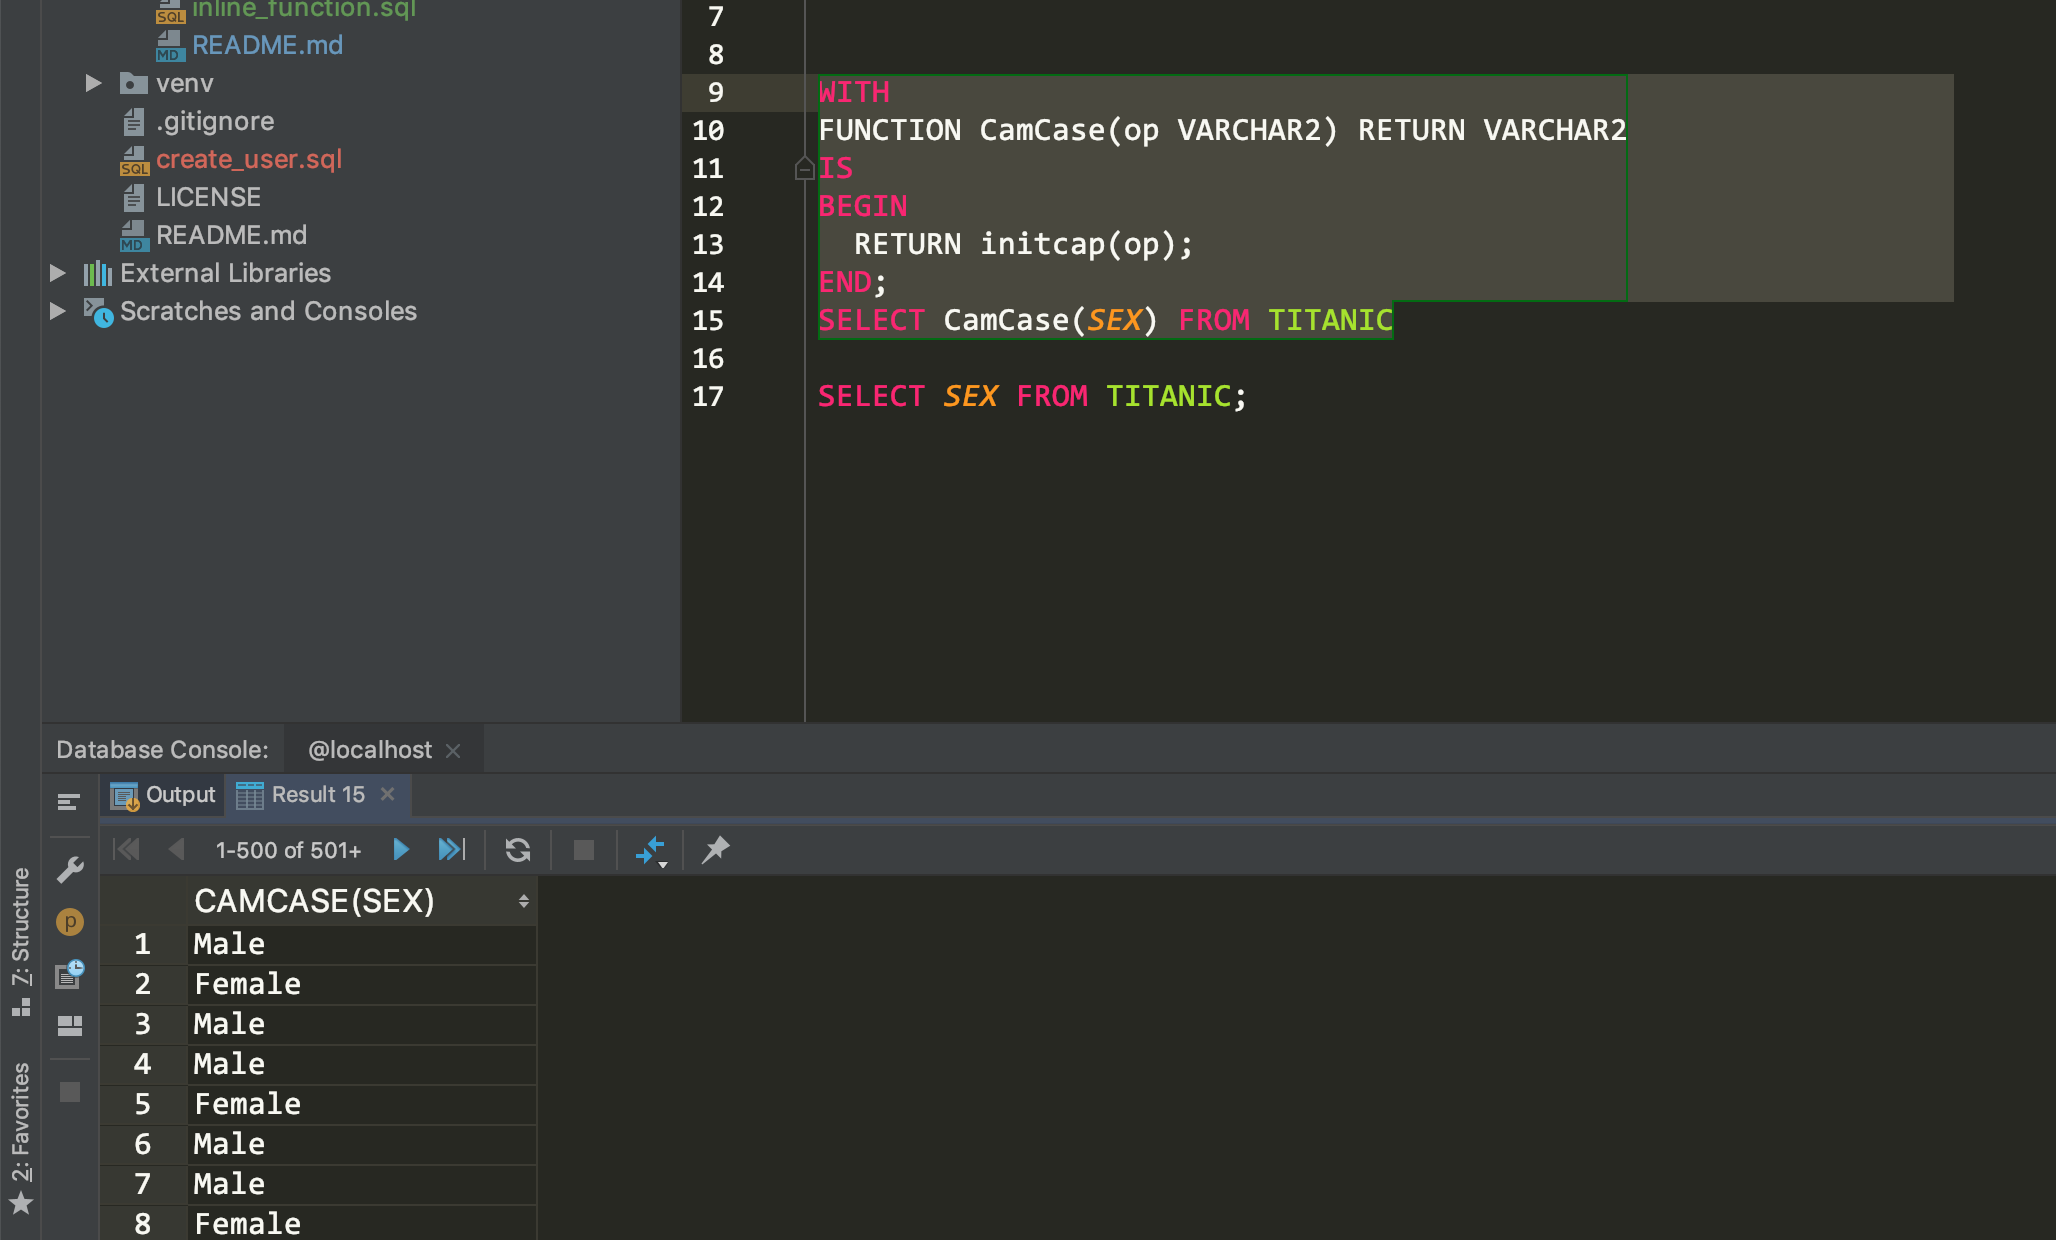 inline_function.sql
README.md
venv
.gitignore
create_user.sql
LICENSE
README.md
External Libraries
Scratches and Consoles
7
8
9 WITH
10 FUNCTION CamCase(op VARCHAR2) RETURN VARCHAR2
11 IS
12 BEGIN
13 RETURN initcap(op);
14 END;
15 SELECT CamCase(SEX) FROM TITANIC
16
17 SELECT SEX FROM TITANIC;
Database Console: @localhost
Output Result 15
1-500 of 501+
CAMCASE(SEX)
1 Male
2 Female
3 Male
4 Male
5 Female
6 Male
7 Male
8 Female
7: Structure
2: Favorites
SQL
MD
SQL
MD
p